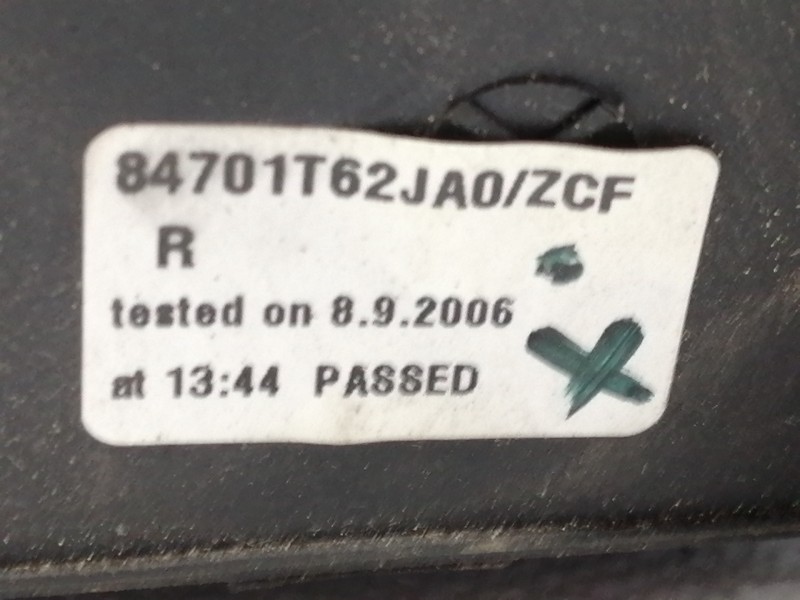 84701T62JA0/ZCF
R
tested on 8.9.2006
at 13:44 PASSED